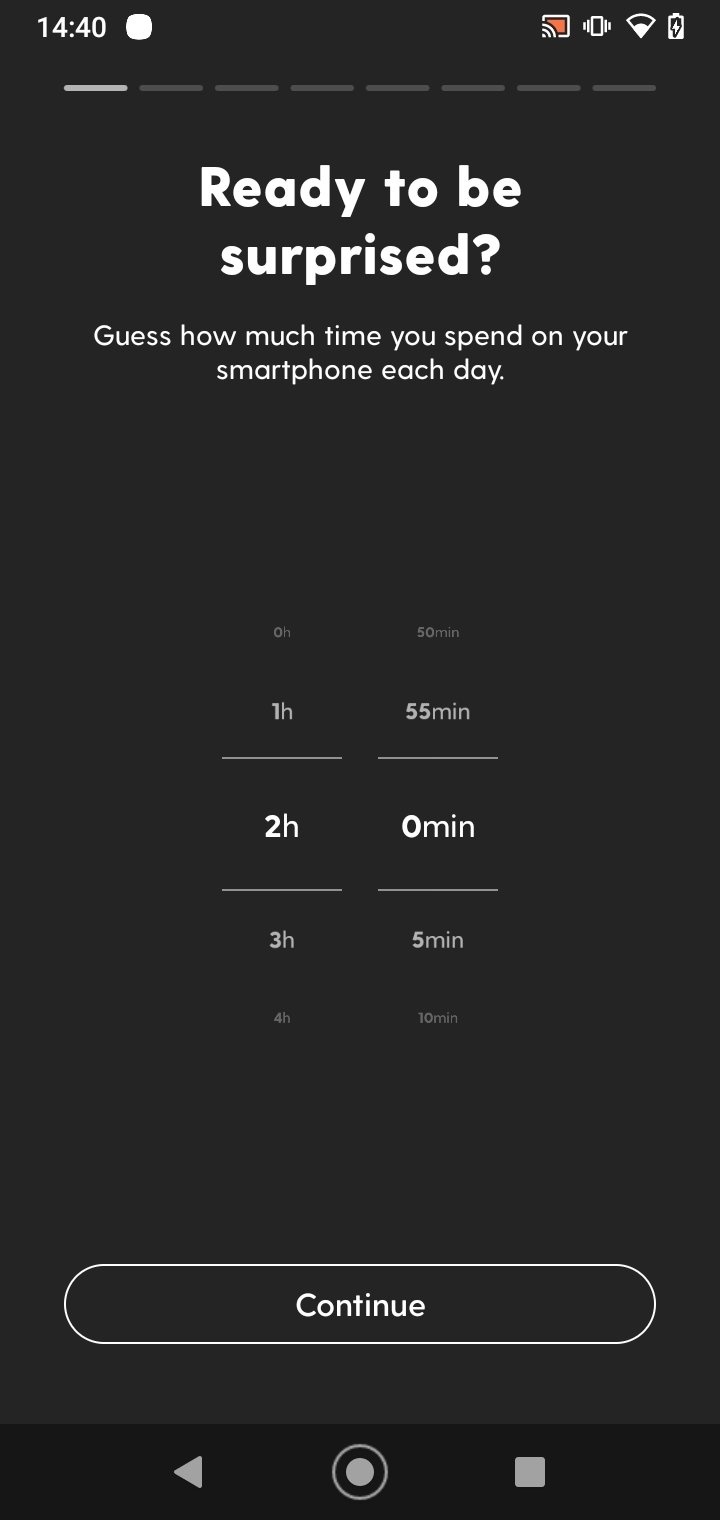 14:40
Ready to be
surprised?
Guess how much time you spend on your
smartphone each day.
0h 50min
1h 55min
2h 0min
3h 5min
4h 10min
Continue